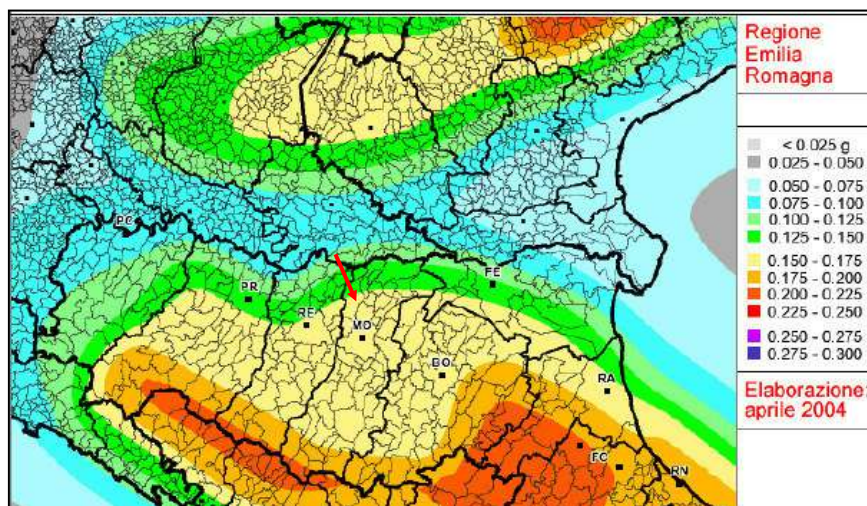 Regione
Emilia
Romagna
< 0.025 g
0.025 - 0.050
0.050 - 0.075
0.075 - 0.100
0.100 - 0.125
0.125 - 0.150
0.150 - 0.175
0.175 - 0.200
0.200 - 0.225
0.225 - 0.250
0.250 - 0.275
0.275 - 0.300
Elaborazione:
aprile 2004
PC
PR
RE
MO
FE
BO
RA
FC
RN